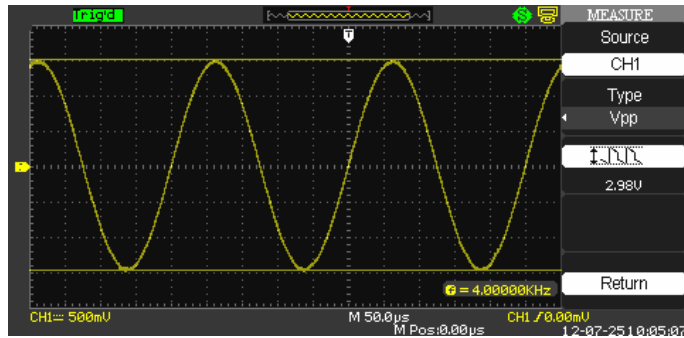 Trig'd
MEASURE
T
Source
CH1
Type
Vpp
2.98V
f = 4.00000KHz
Return
CH1 500mV
M 50.0µs
CH1 0.00mV
M Pos:0.00µs
12-07-25 10:05:07